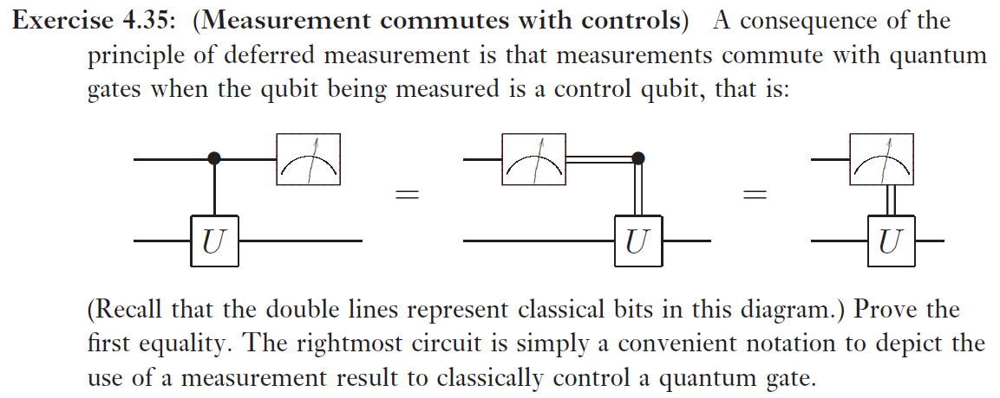 Exercise 4.35: (Measurement commutes with controls) A consequence of the
principle of deferred measurement is that measurements commute with quantum
gates when the qubit being measured is a control qubit, that is:
= =
U U U
(Recall that the double lines represent classical bits in this diagram.) Prove the
first equality. The rightmost circuit is simply a convenient notation to depict the
use of a measurement result to classically control a quantum gate.